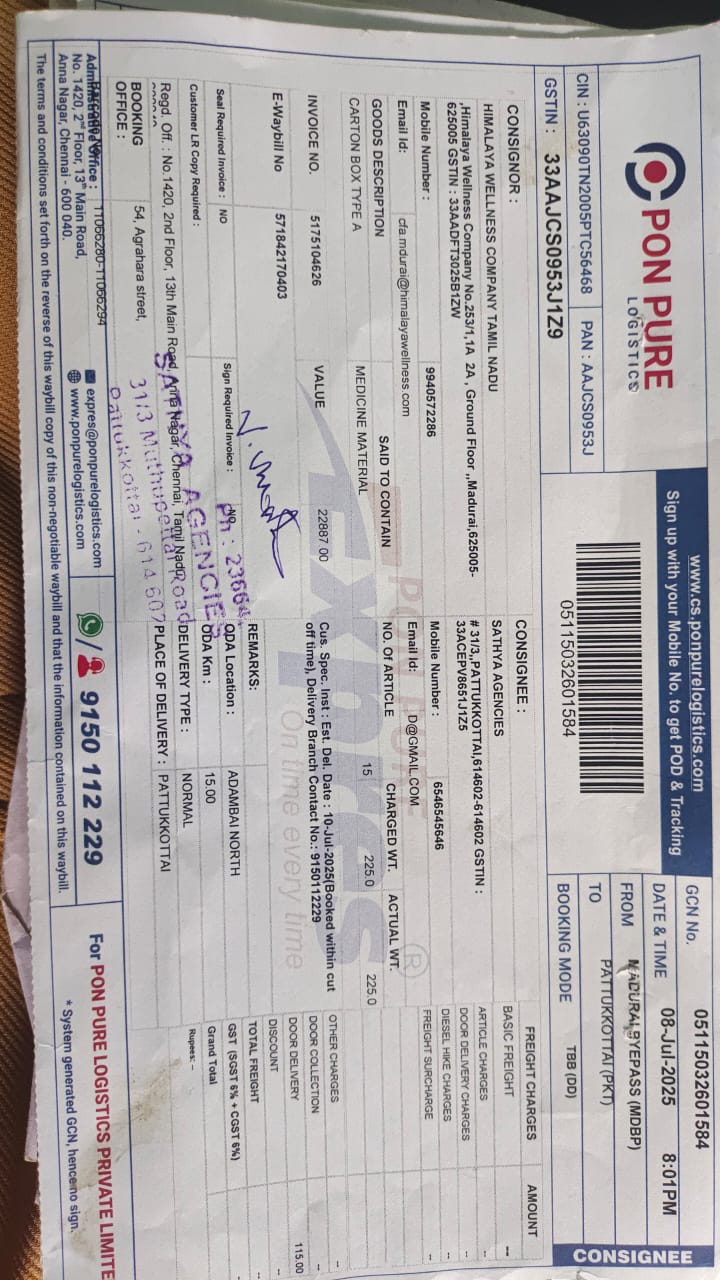 PON PURE
LOGISTICS
CIN : U63090TN2005PTC56468
PAN : AAJCS0953J
GSTIN : 33AAJCS0953J1Z9
www.cs.ponpurelogistics.com
Sign up with your Mobile No. to get POD & Tracking
05115032601584
GCN No. 05115032601584
DATE & TIME 08-Jul-2025 8:01PM
FROM MADURAI BYEPASS (MDBP)
TO PATTUKKOTTAI (PKT)
BOOKING MODE TBB (DD)
CONSIGNEE
CONSIGNOR :
HIMALAYA WELLNESS COMPANY TAMIL NADU
,Himalaya Wellness Company No.253/1,1A 2A , Ground Floor ,,Madurai,625005-
625005 GSTIN : 33AADFT3025B1ZW
Mobile Number : 9940572286
Email Id: cfa.mdurai@himalayawellness.com
CONSIGNEE :
SATHYA AGENCIES
# 31/3,,PATTUKKOTTAI,614602-614602 GSTIN :
33ACEPV8651J1Z5
Mobile Number : 6546545646
Email Id: D@GMAIL.COM
FREIGHT CHARGES AMOUNT
BASIC FREIGHT --
ARTICLE CHARGES --
DOOR DELIVERY CHARGES --
DIESEL HIKE CHARGES --
FREIGHT SURCHARGE --
OTHER CHARGES --
DOOR COLLECTION --
DOOR DELIVERY 115.00
DISCOUNT --
TOTAL FREIGHT
GST (SGST 6% + CGST 6%) --
Grand Total --
Rupees: --
GOODS DESCRIPTION SAID TO CONTAIN NO. Of ARTICLE CHARGED WT. ACTUAL WT.
CARTON BOX TYPE A MEDICINE MATERIAL 15 225.0 225.0
INVOICE NO. 5175104626 VALUE 22887.00
Cus. Spec. Inst : Est. Del. Date : 10-Jul-2025(Booked within cut
off time), Delivery Branch Contact No.: 9150112229
E-Waybill No 571842170403
REMARKS:
Seal Required Invoice : NO Sign Required Invoice : NO
ODA Location : ADAMBAI NORTH
Customer LR Copy Required :
ODA Km : 15.00
DELIVERY TYPE : NORMAL
Regd. Off. : No.1420, 2nd Floor, 13th Main Road, Anna Nagar, Chennai, Tamil Nadu
PLACE OF DELIVERY : PATTUKKOTTAI
BOOKING OFFICE : 54, Agrahara street,
SATHYA AGENCIES
31/3 Muthupettai Road
Pattukkottai - 614 602
PON PURE
Expres ®
On time every time
11066280-11066294
Administrative Office :
No. 1420, 2nd Floor, 13th Main Road,
Anna Nagar, Chennai - 600 040.
expres@ponpurelogistics.com
www.ponpurelogistics.com
9150 112 229
For PON PURE LOGISTICS PRIVATE LIMITE
* System generated GCN, hence no sign.
The terms and conditions set forth on the reverse of this waybill copy of this non-negotiable waybill and that the information contained on this waybill.